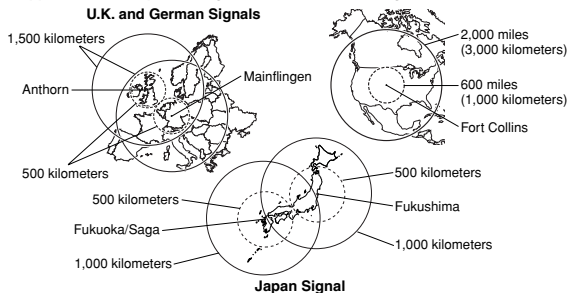 U.K. and German Signals
1,500 kilometers
Anthorn
Mainflingen
500 kilometers
2,000 miles
(3,000 kilometers)
600 miles
(1,000 kilometers)
Fort Collins
500 kilometers
Fukuoka/Saga
1,000 kilometers
500 kilometers
Fukushima
1,000 kilometers
Japan Signal